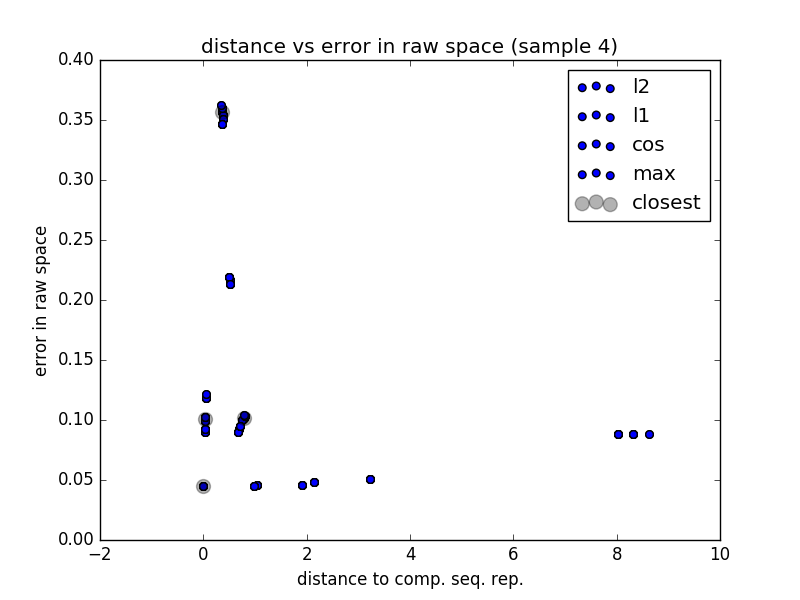 distance vs error in raw space (sample 4)
0.40
0.35
0.30
0.25
0.20
0.15
0.10
0.05
0.00
error in raw space
l2
l1
cos
max
closest
−2
0
2
4
6
8
10
distance to comp. seq. rep.